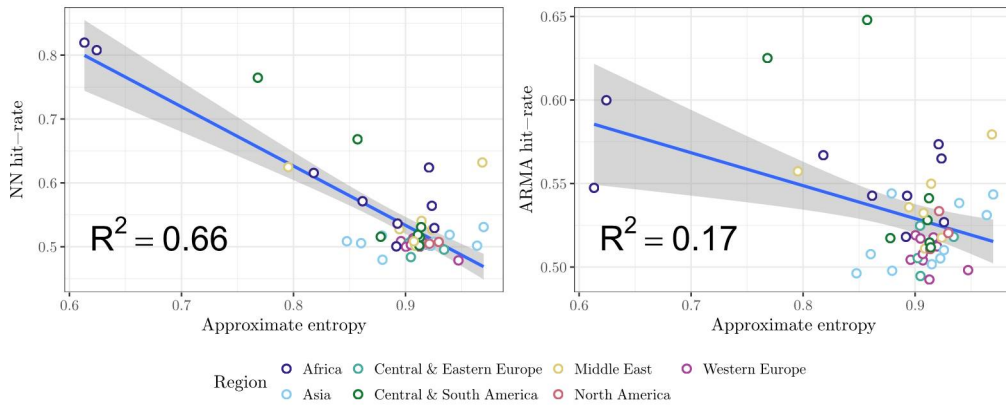 NN hit−rate
0.8
0.7
0.6
0.5
R² = 0.66
0.6 0.7 0.8 0.9
Approximate entropy
ARMA hit−rate
0.65
0.60
0.55
0.50
R² = 0.17
0.6 0.7 0.8 0.9
Approximate entropy
Region
Africa Central & Eastern Europe Middle East Western Europe
Asia Central & South America North America